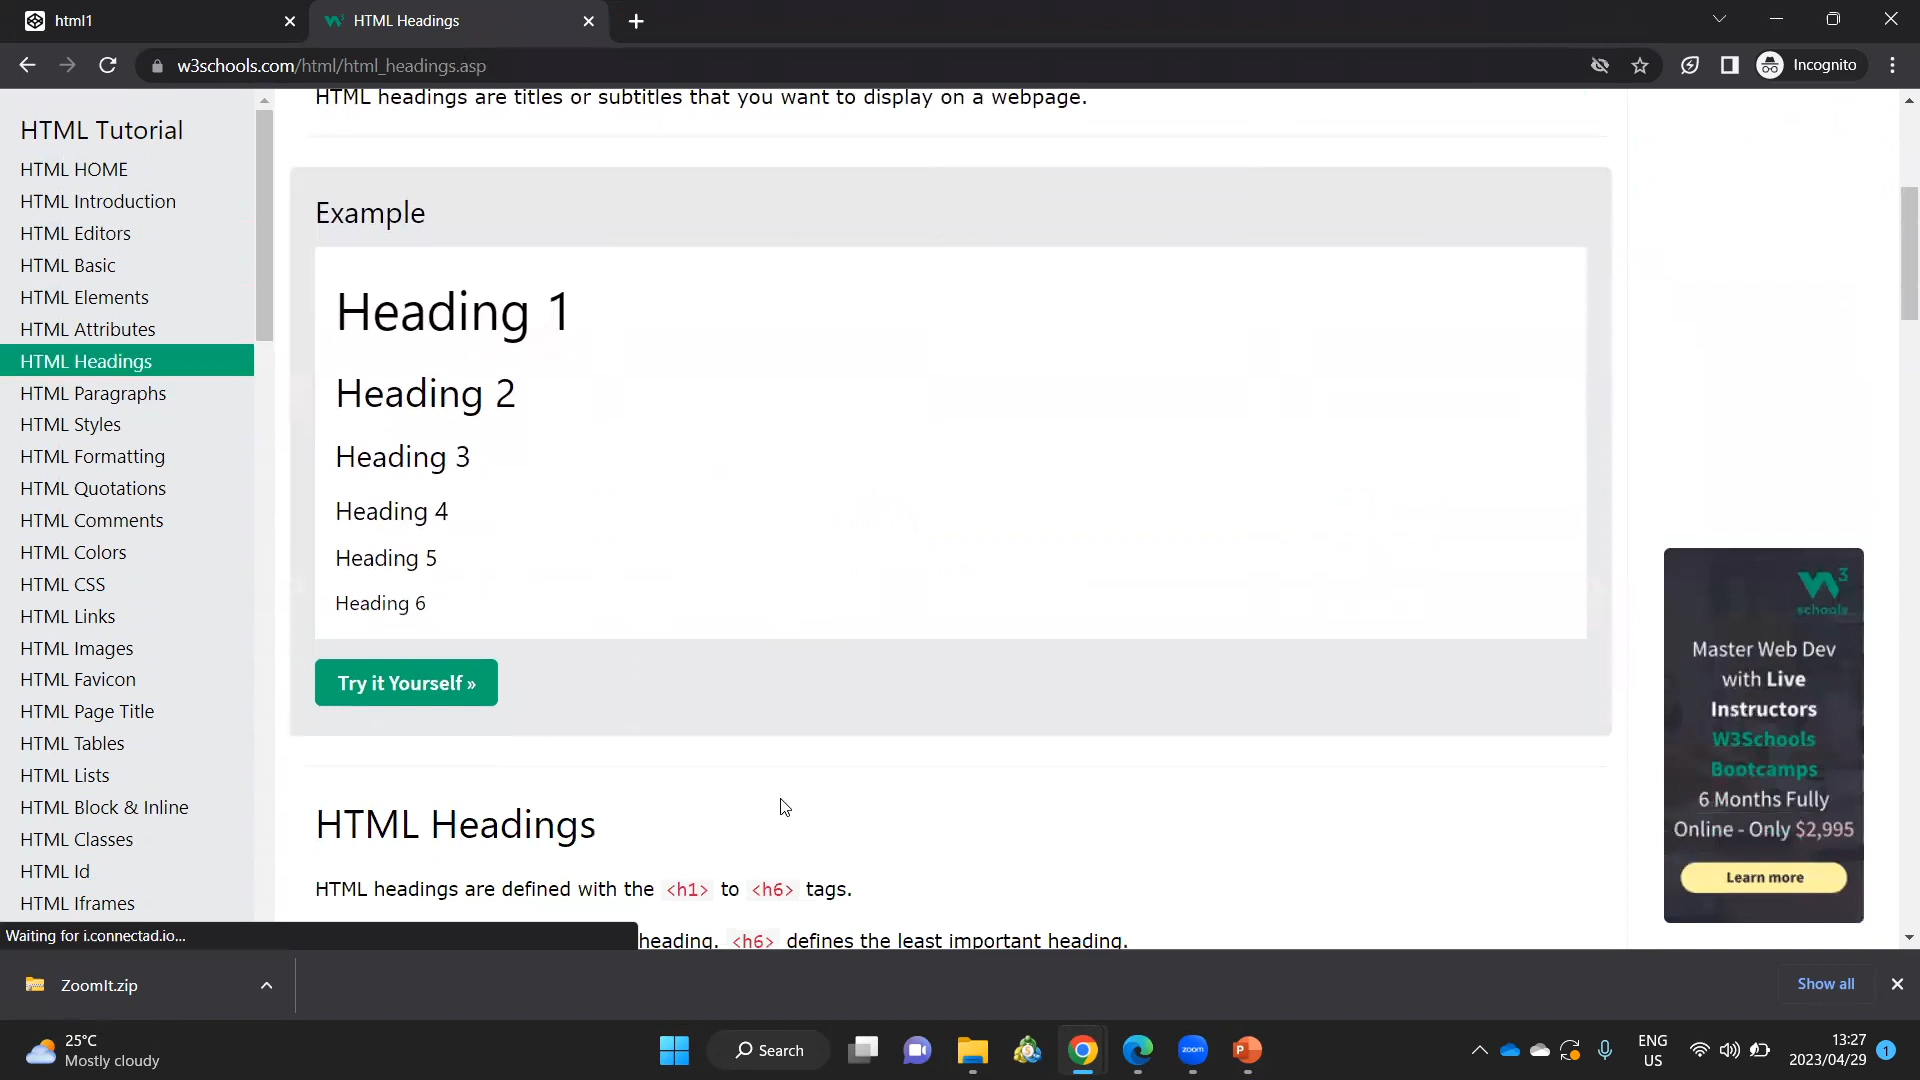 html1
HTML Headings
w3schools.com/html/html_headings.asp
Incognito
HTML Tutorial
HTML HOME
HTML Introduction
HTML Editors
HTML Basic
HTML Elements
HTML Attributes
HTML Headings
HTML Paragraphs
HTML Styles
HTML Formatting
HTML Quotations
HTML Comments
HTML Colors
HTML CSS
HTML Links
HTML Images
HTML Favicon
HTML Page Title
HTML Tables
HTML Lists
HTML Block & Inline
HTML Classes
HTML Id
HTML Iframes
HTML headings are titles or subtitles that you want to display on a webpage.
Example
Heading 1
Heading 2
Heading 3
Heading 4
Heading 5
Heading 6
Try it Yourself »
HTML Headings
HTML headings are defined with the <h1> to <h6> tags.
heading. <h6> defines the least important heading.
W3
schools
Master Web Dev
with Live
Instructors
W3Schools
Bootcamps
6 Months Fully
Online - Only $2,995
Learn more
Waiting for i.connectad.io...
ZoomIt.zip
Show all
25°C
Mostly cloudy
Search
zoom
P
ENG
US
13:27
2023/04/29
1